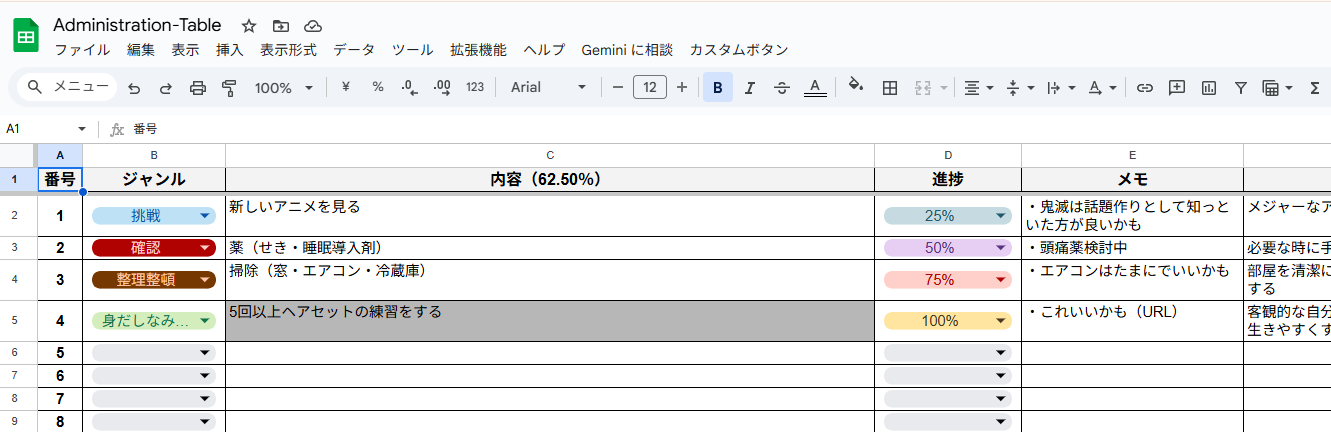 Administration-Table
ファイル 編集 表示 挿入 表示形式 データ ツール 拡張機能 ヘルプ Gemini に相談 カスタムボタン
メニュー 100% ¥ % .0 .00 123 Arial − 12 + B I S A A Σ
A1 fx 番号
A B C D E
1 番号 ジャンル 内容（62.50%） 進捗 メモ
2 1 挑戦 新しいアニメを見る 25% ・鬼滅は話題作りとして知っと メジャーなア
いた方が良いかも
3 2 確認 薬（せき・睡眠導入剤） 50% ・頭痛薬検討中 必要な時に手
4 3 整理整頓 掃除（窓・エアコン・冷蔵庫） 75% ・エアコンはたまにでいいかも 部屋を清潔に
する
5 4 身だしなみ... 5回以上ヘアセットの練習をする 100% ・これいいかも（URL） 客観的な自分
生きやすくす
6 5
7 6
8 7
9 8